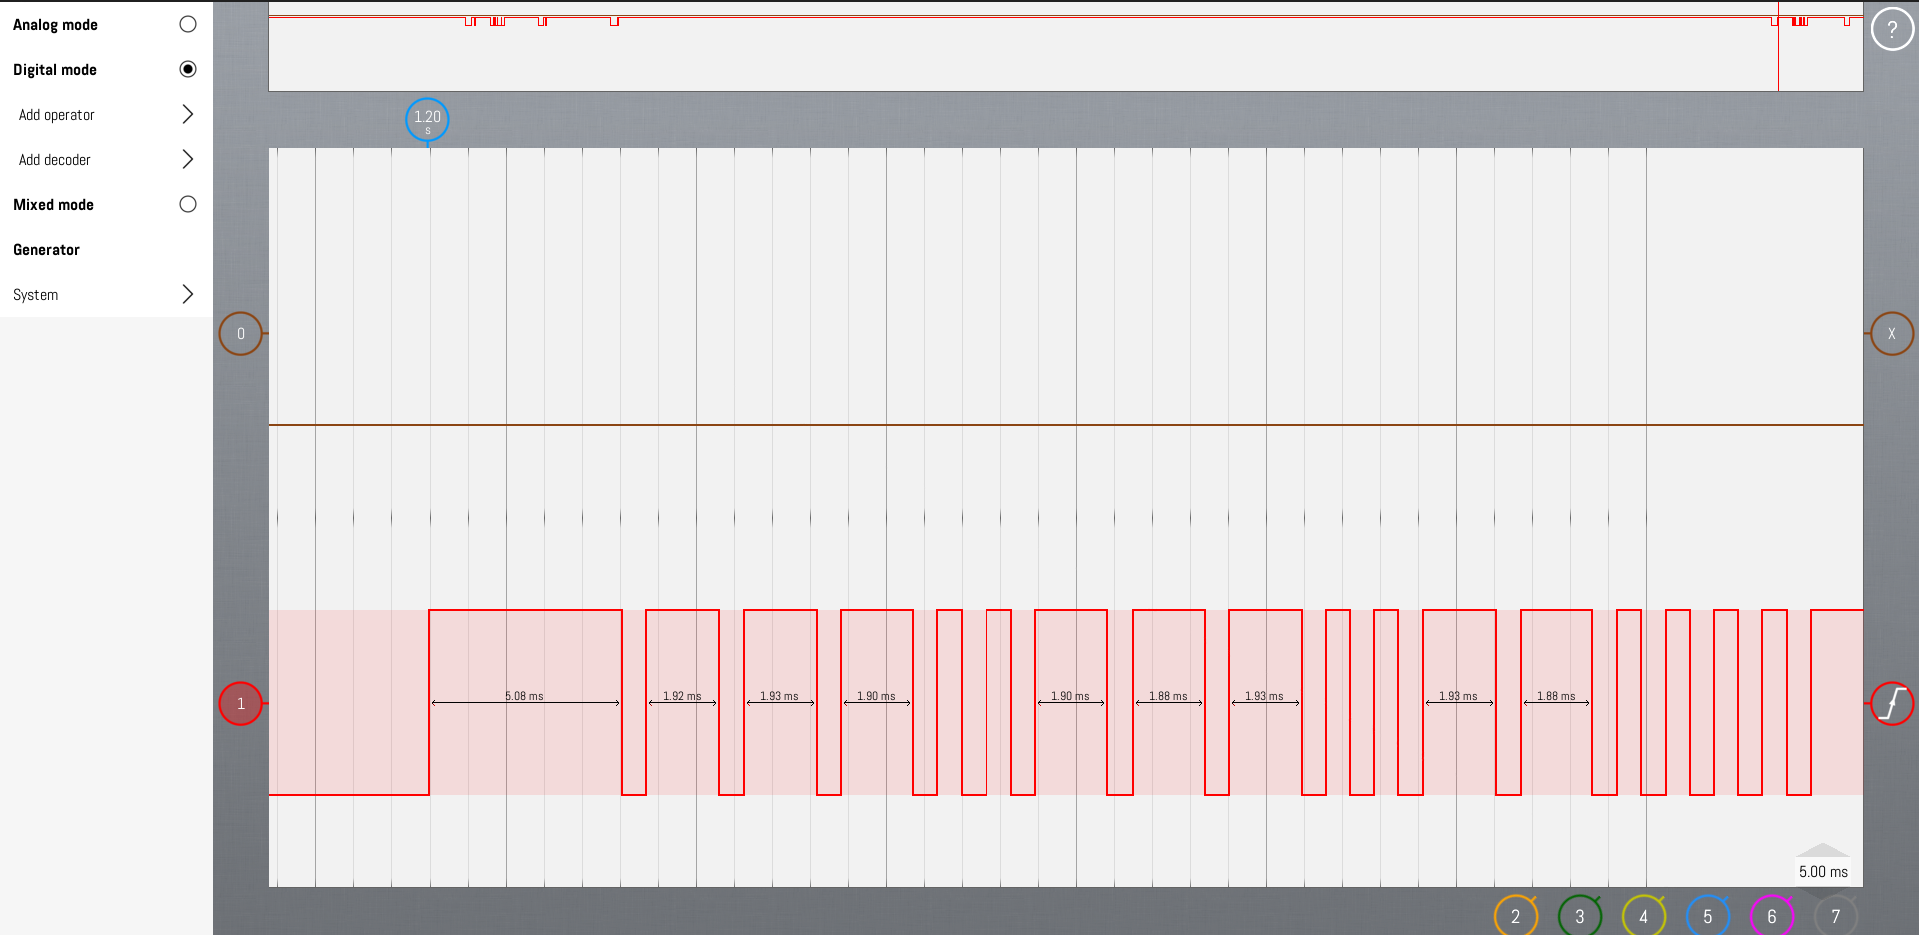 Analog mode
Digital mode
Add operator
Add decoder
Mixed mode
Generator
System
?
1.20
s
0
X
1
5.08 ms
1.92 ms
1.93 ms
1.90 ms
1.90 ms
1.88 ms
1.93 ms
1.93 ms
1.88 ms
5.00 ms
2
3
4
5
6
7